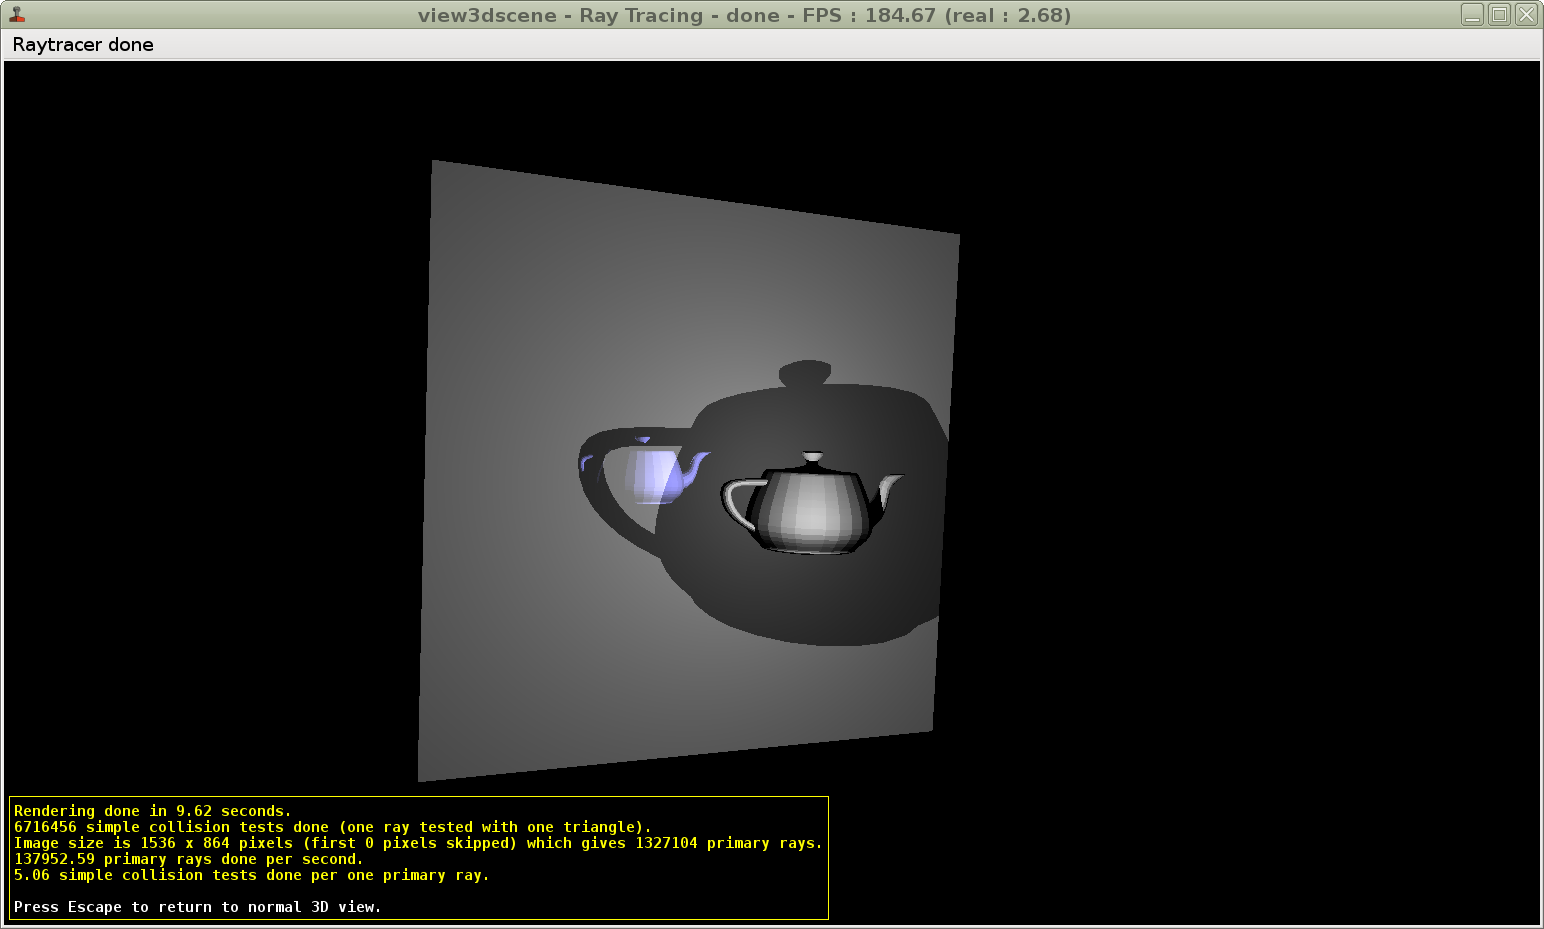 view3dscene - Ray Tracing - done - FPS : 184.67 (real : 2.68)
Raytracer done
Rendering done in 9.62 seconds.
6716456 simple collision tests done (one ray tested with one triangle).
Image size is 1536 x 864 pixels (first 0 pixels skipped) which gives 1327104 primary rays.
137952.59 primary rays done per second.
5.06 simple collision tests done per one primary ray.
Press Escape to return to normal 3D view.